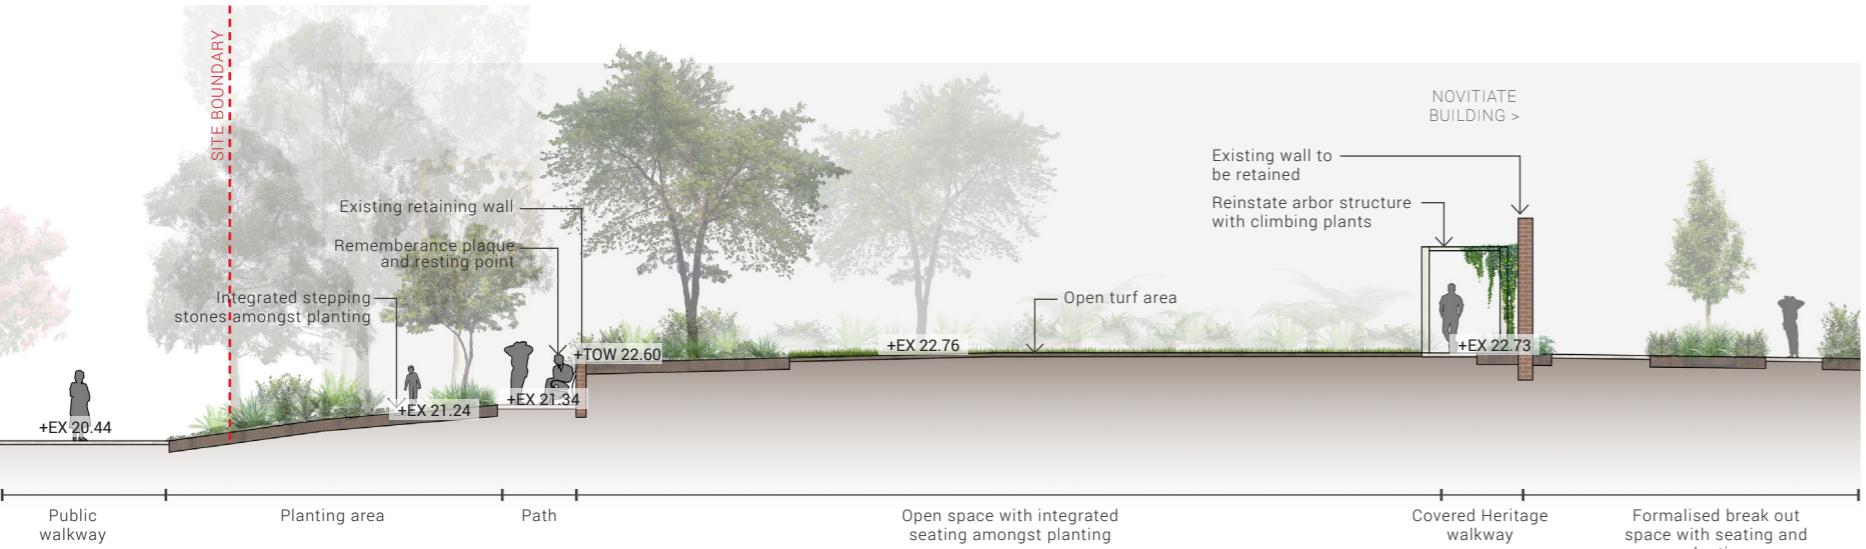 SITE BOUNDARY
NOVITIATE
BUILDING >
Existing wall to
be retained
Reinstate arbor structure
with climbing plants
Existing retaining wall
Rememberance plaque
and resting point
Integrated stepping
stones amongst planting
Open turf area
+TOW 22.60
+EX 22.76
+EX 22.73
+EX 21.34
+EX 21.24
+EX 20.44
Public
walkway
Planting area
Path
Open space with integrated
seating amongst planting
Covered Heritage
walkway
Formalised break out
space with seating and